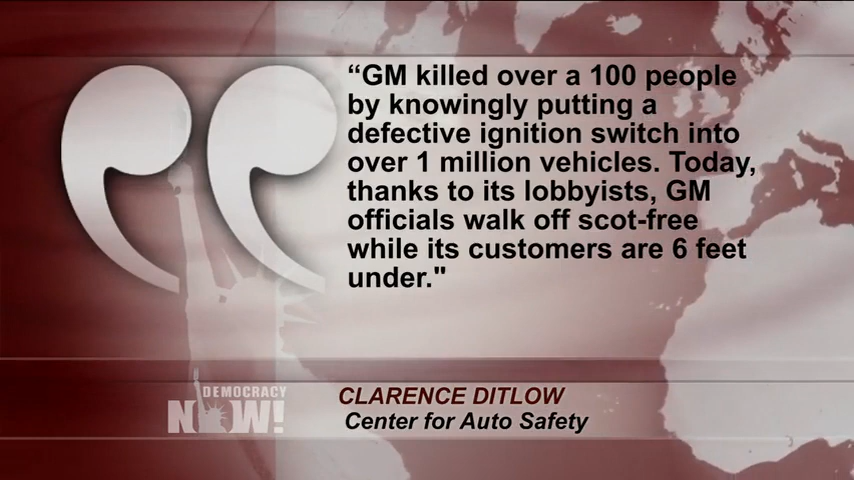 “GM killed over a 100 people
by knowingly putting a
defective ignition switch into
over 1 million vehicles. Today,
thanks to its lobbyists, GM
officials walk off scot-free
while its customers are 6 feet
under."
DEMOCRACY
NOW!
CLARENCE DITLOW
Center for Auto Safety